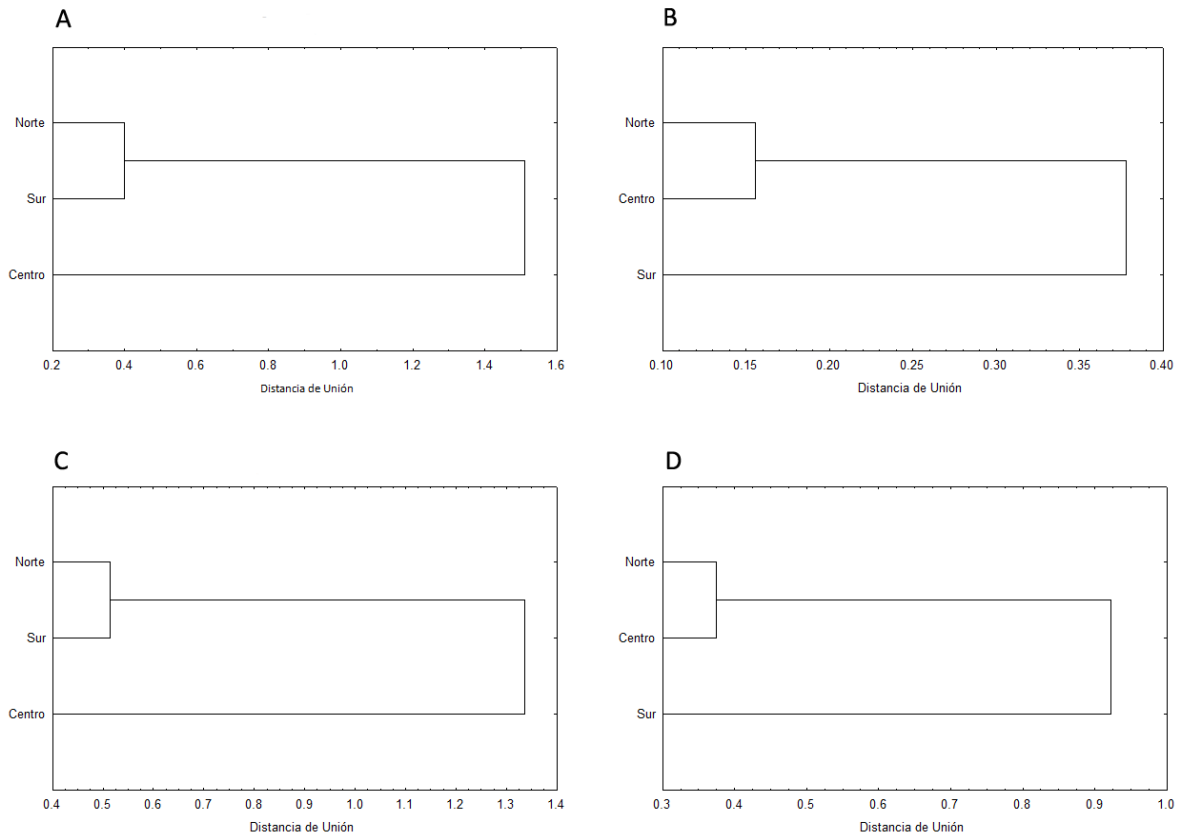 A
Norte
Sur
Centro
0.2 0.4 0.6 0.8 1.0 1.2 1.4 1.6
Distancia de Unión
B
Norte
Centro
Sur
0.10 0.15 0.20 0.25 0.30 0.35 0.40
Distancia de Unión
C
Norte
Sur
Centro
0.4 0.5 0.6 0.7 0.8 0.9 1.0 1.1 1.2 1.3 1.4
Distancia de Unión
D
Norte
Centro
Sur
0.3 0.4 0.5 0.6 0.7 0.8 0.9 1.0
Distancia de Unión